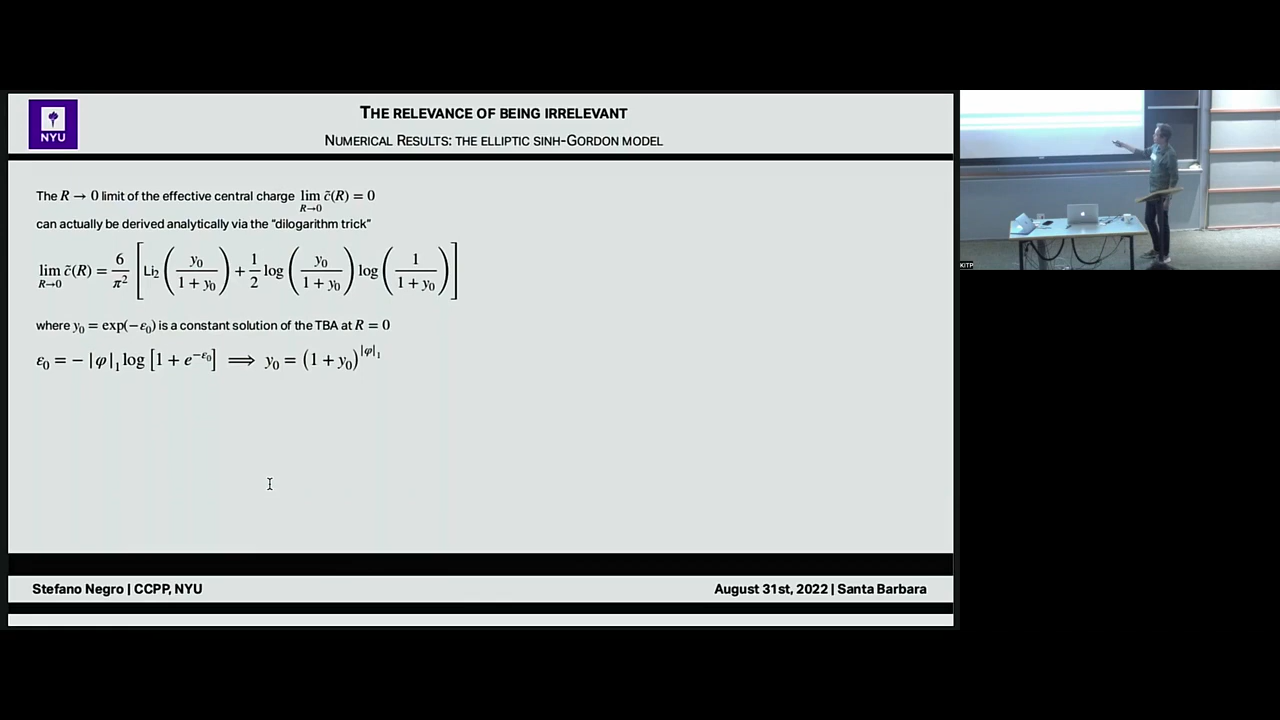 THE RELEVANCE OF BEING IRRELEVANT
NUMERICAL RESULTS: THE ELLIPTIC SINH-GORDON MODEL
NYU
The R → 0 limit of the effective central charge lim_{R→0} c̃(R) = 0
can actually be derived analytically via the “dilogarithm trick”
lim_{R→0} c̃(R) = 6/π² [ Li₂ ( y₀/(1 + y₀) ) + 1/2 log ( y₀/(1 + y₀) ) log ( 1/(1 + y₀) ) ]
where y₀ = exp(−ε₀) is a constant solution of the TBA at R = 0
ε₀ = − |φ|₁ log [1 + e^{−ε₀}] ⟹ y₀ = (1 + y₀)^{|φ|₁}
Stefano Negro | CCPP, NYU
August 31st, 2022 | Santa Barbara
KITP